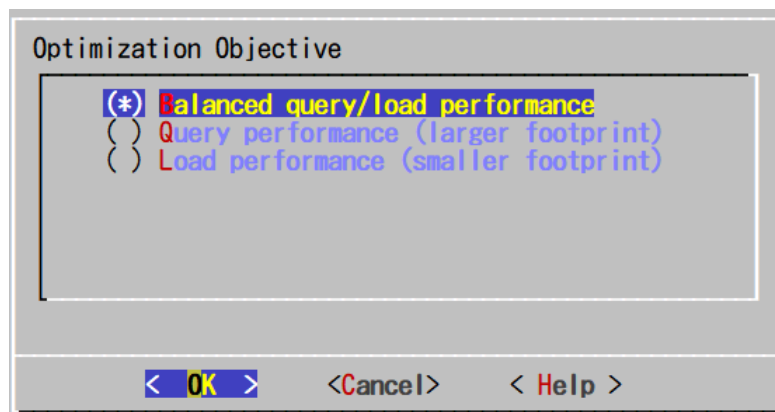 Optimization Objective
(*) Balanced query/load performance
( ) Query performance (larger footprint)
( ) Load performance (smaller footprint)
< OK > <Cancel> < Help >